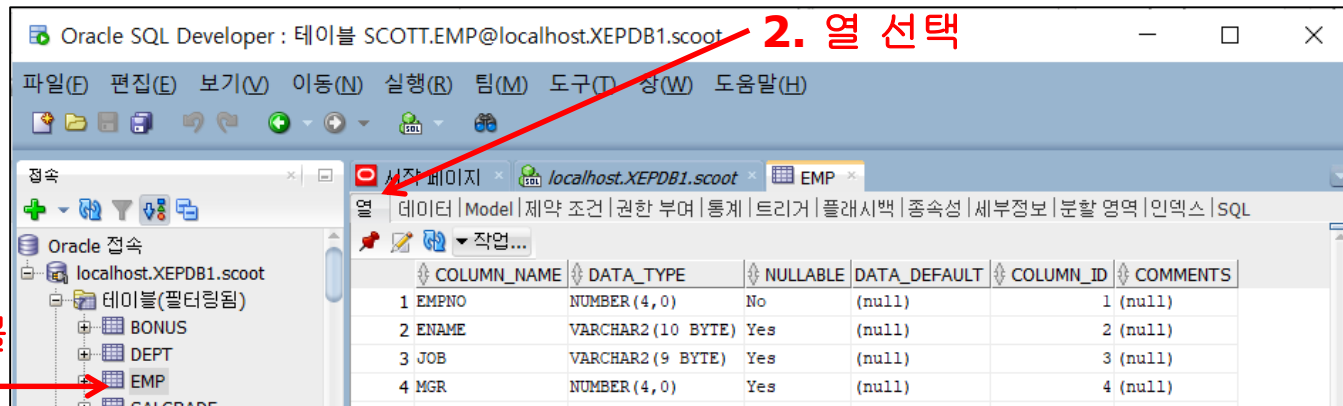 Oracle SQL Developer : 테이블 SCOTT.EMP@localhost.XEPDB1.scoot
2. 열 선택
파일(F) 편집(E) 보기(V) 이동(N) 실행(R) 팀(M) 도구(T) 창(W) 도움말(H)
접속
시작 페이지 localhost.XEPDB1.scoot EMP
열 데이터 Model 제약 조건 권한 부여 통계 트리거 플래시백 종속성 세부정보 분할 영역 인덱스 SQL
작업...
Oracle 접속
localhost.XEPDB1.scoot
테이블(필터링됨)
BONUS
DEPT
EMP
COLUMN_NAME DATA_TYPE NULLABLE DATA_DEFAULT COLUMN_ID COMMENTS
1 EMPNO NUMBER(4,0) No (null) 1 (null)
2 ENAME VARCHAR2(10 BYTE) Yes (null) 2 (null)
3 JOB VARCHAR2(9 BYTE) Yes (null) 3 (null)
4 MGR NUMBER(4,0) Yes (null) 4 (null)